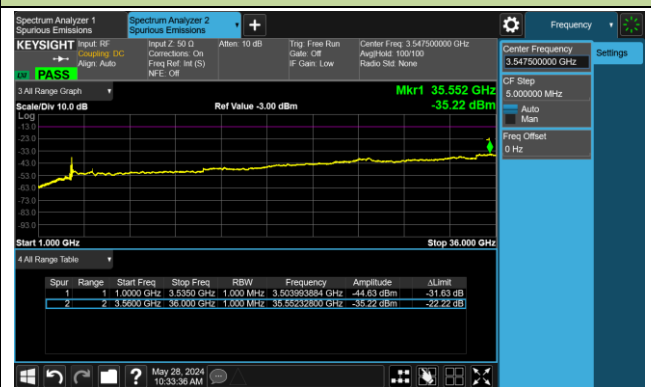 Spectrum Analyzer 1
Spurious Emissions
Spectrum Analyzer 2
Spurious Emissions
Frequency
KEYSIGHT
Input: RF
Coupling: DC
Align: Auto
Input Z: 50 Ω
Corrections: On
Freq Ref: Int (S)
NFE: Off
Atten: 10 dB
Trig: Free Run
Gate: Off
IF Gain: Low
Center Freq: 3.547500000 GHz
Avg|Hold: 100/100
Radio Std: None
PASS
3 All Range Graph
Mkr1 35.552 GHz
Scale/Div 10.0 dB
Ref Value -3.00 dBm
-35.22 dBm
Log
-13.0
-23.0
-33.0
-43.0
-53.0
-63.0
-73.0
-83.0
-93.0
Start 1.000 GHz
Stop 36.000 GHz
4 All Range Table
Spur Range Start Freq Stop Freq RBW Frequency Amplitude ΔLimit
1 1 1.0000 GHz 3.5350 GHz 1.000 MHz 3.503993884 GHz -44.63 dBm -31.63 dB
2 2 3.5600 GHz 36.000 GHz 1.000 MHz 35.55232800 GHz -35.22 dBm -22.22 dB
May 28, 2024
10:33:36 AM
Center Frequency
3.547500000 GHz
Settings
CF Step
5.000000 MHz
Auto
Man
Freq Offset
0 Hz